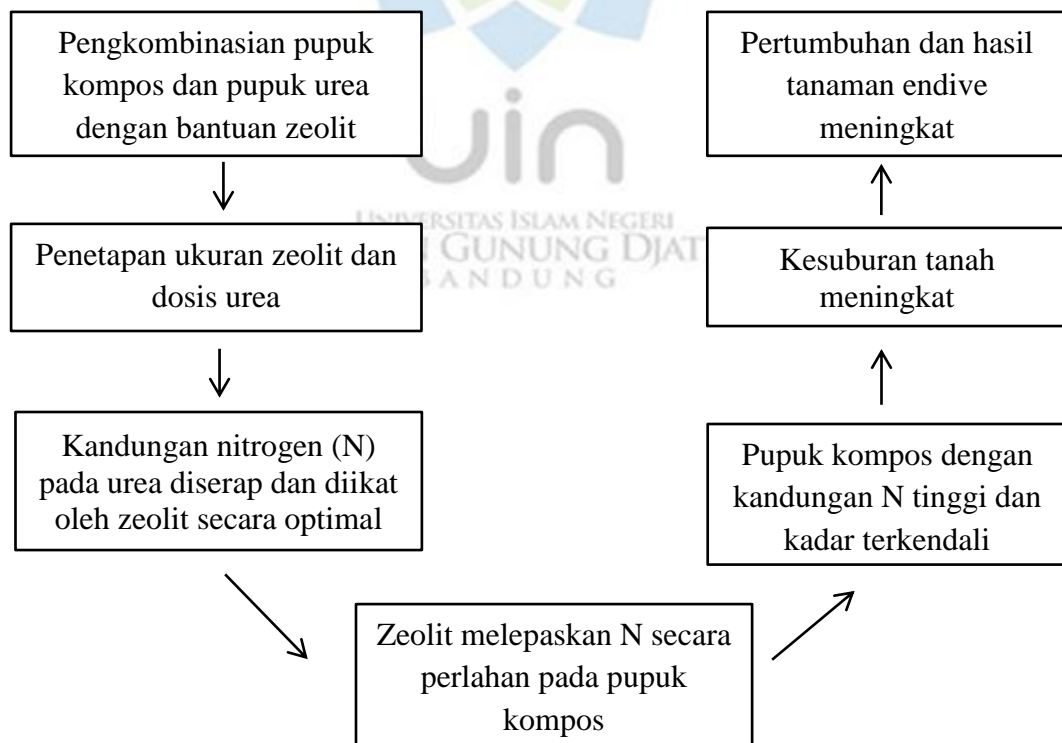 Pengkombinasian pupuk
kompos dan pupuk urea
dengan bantuan zeolit
Penetapan ukuran zeolit dan
dosis urea
Kandungan nitrogen (N)
pada urea diserap dan diikat
oleh zeolit secara optimal
Zeolit melepaskan N secara
perlahan pada pupuk
kompos
Pupuk kompos dengan
kandungan N tinggi dan
kadar terkendali
Kesuburan tanah
meningkat
Pertumbuhan dan hasil
tanaman endive
meningkat
uin
UNIVERSITAS ISLAM NEGERI
GUNUNG DJAT
BANDUNG